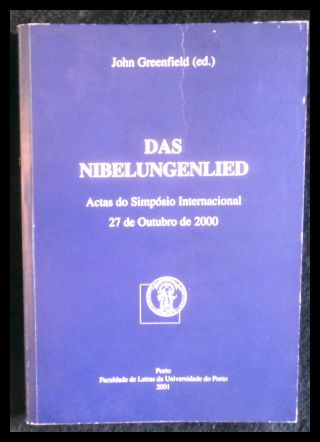 John Greenfield (ed.)
DAS
NIBELUNGENLIED
Actas do Simpósio Internacional
27 de Outubro de 2000
Porto
Faculdade de Letras da Universidade do Porto
2001